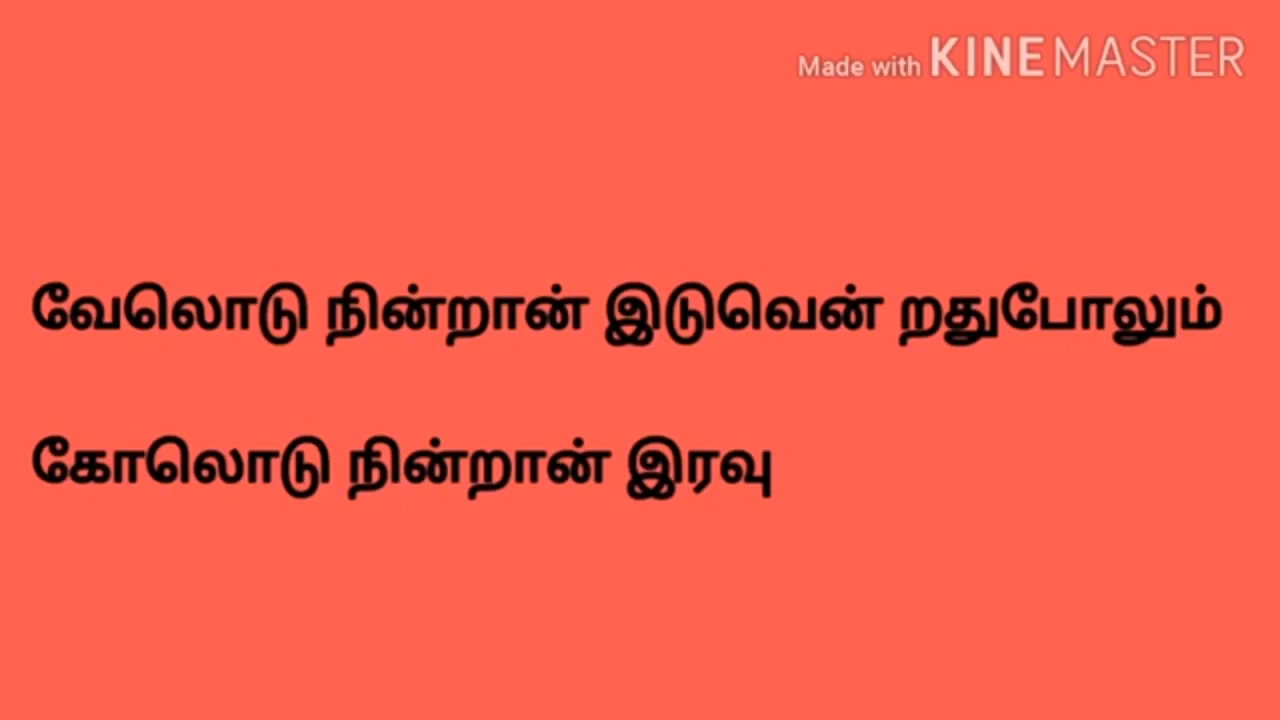 Made with KINEMASTER
வேலொடு நின்றான் இடுவென் றதுபோலும்
கோலொடு நின்றான் இரவு